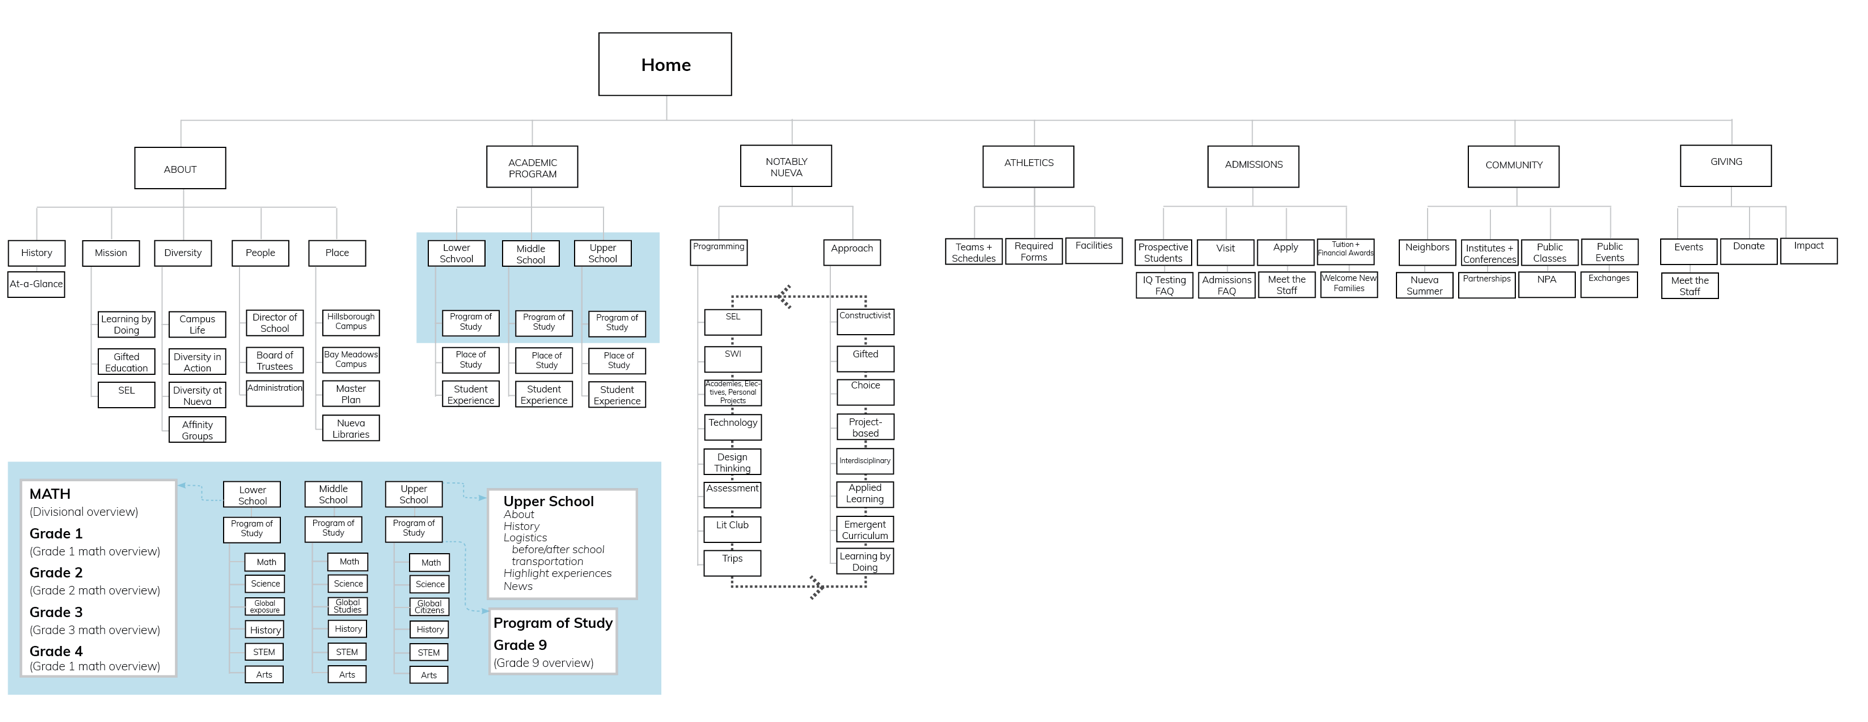 Home
ABOUT
ACADEMIC
PROGRAM
NOTABLY
NUEVA
ATHLETICS
ADMISSIONS
COMMUNITY
GIVING
History
At-a-Glance
Mission
Learning by
Doing
Gifted
Education
SEL
Diversity
Campus
Life
Diversity in
Action
Diversity at
Nueva
Affinity
Groups
People
Director of
School
Board of
Trustees
Administration
Place
Hillsborough
Campus
Bay Meadows
Campus
Master
Plan
Nueva
Libraries
Lower
Schvool
Program of
Study
Place of
Study
Student
Experience
Middle
School
Program of
Study
Place of
Study
Student
Experience
Upper
School
Program of
Study
Place of
Study
Student
Experience
Programming
SEL
SWI
Academies, Elec-
tives, Personal
Projects
Technology
Design
Thinking
Assessment
Lit Club
Trips
Approach
Constructivist
Gifted
Choice
Project-
based
Interdisciplinary
Applied
Learning
Emergent
Curriculum
Learning by
Doing
Teams +
Schedules
Required
Forms
Facilities
Prospective
Students
IQ Testing
FAQ
Visit
Admissions
FAQ
Apply
Meet the
Staff
Tuition +
Financial Awards
Welcome New
Families
Neighbors
Nueva
Summer
Institutes +
Conferences
Partnerships
Public
Classes
NPA
Public
Events
Exchanges
Events
Meet the
Staff
Donate
Impact
MATH
(Divisional overview)
Grade 1
(Grade 1 math overview)
Grade 2
(Grade 2 math overview)
Grade 3
(Grade 3 math overview)
Grade 4
(Grade 1 math overview)
Lower
School
Program of
Study
Math
Science
Global
exposure
History
STEM
Arts
Middle
School
Program of
Study
Math
Science
Global
Studies
History
STEM
Arts
Upper
School
Program of
Study
Math
Science
Global
Citizens
History
STEM
Arts
Upper School
About
History
Logistics
before/after school
transportation
Highlight experiences
News
Program of Study
Grade 9
(Grade 9 overview)